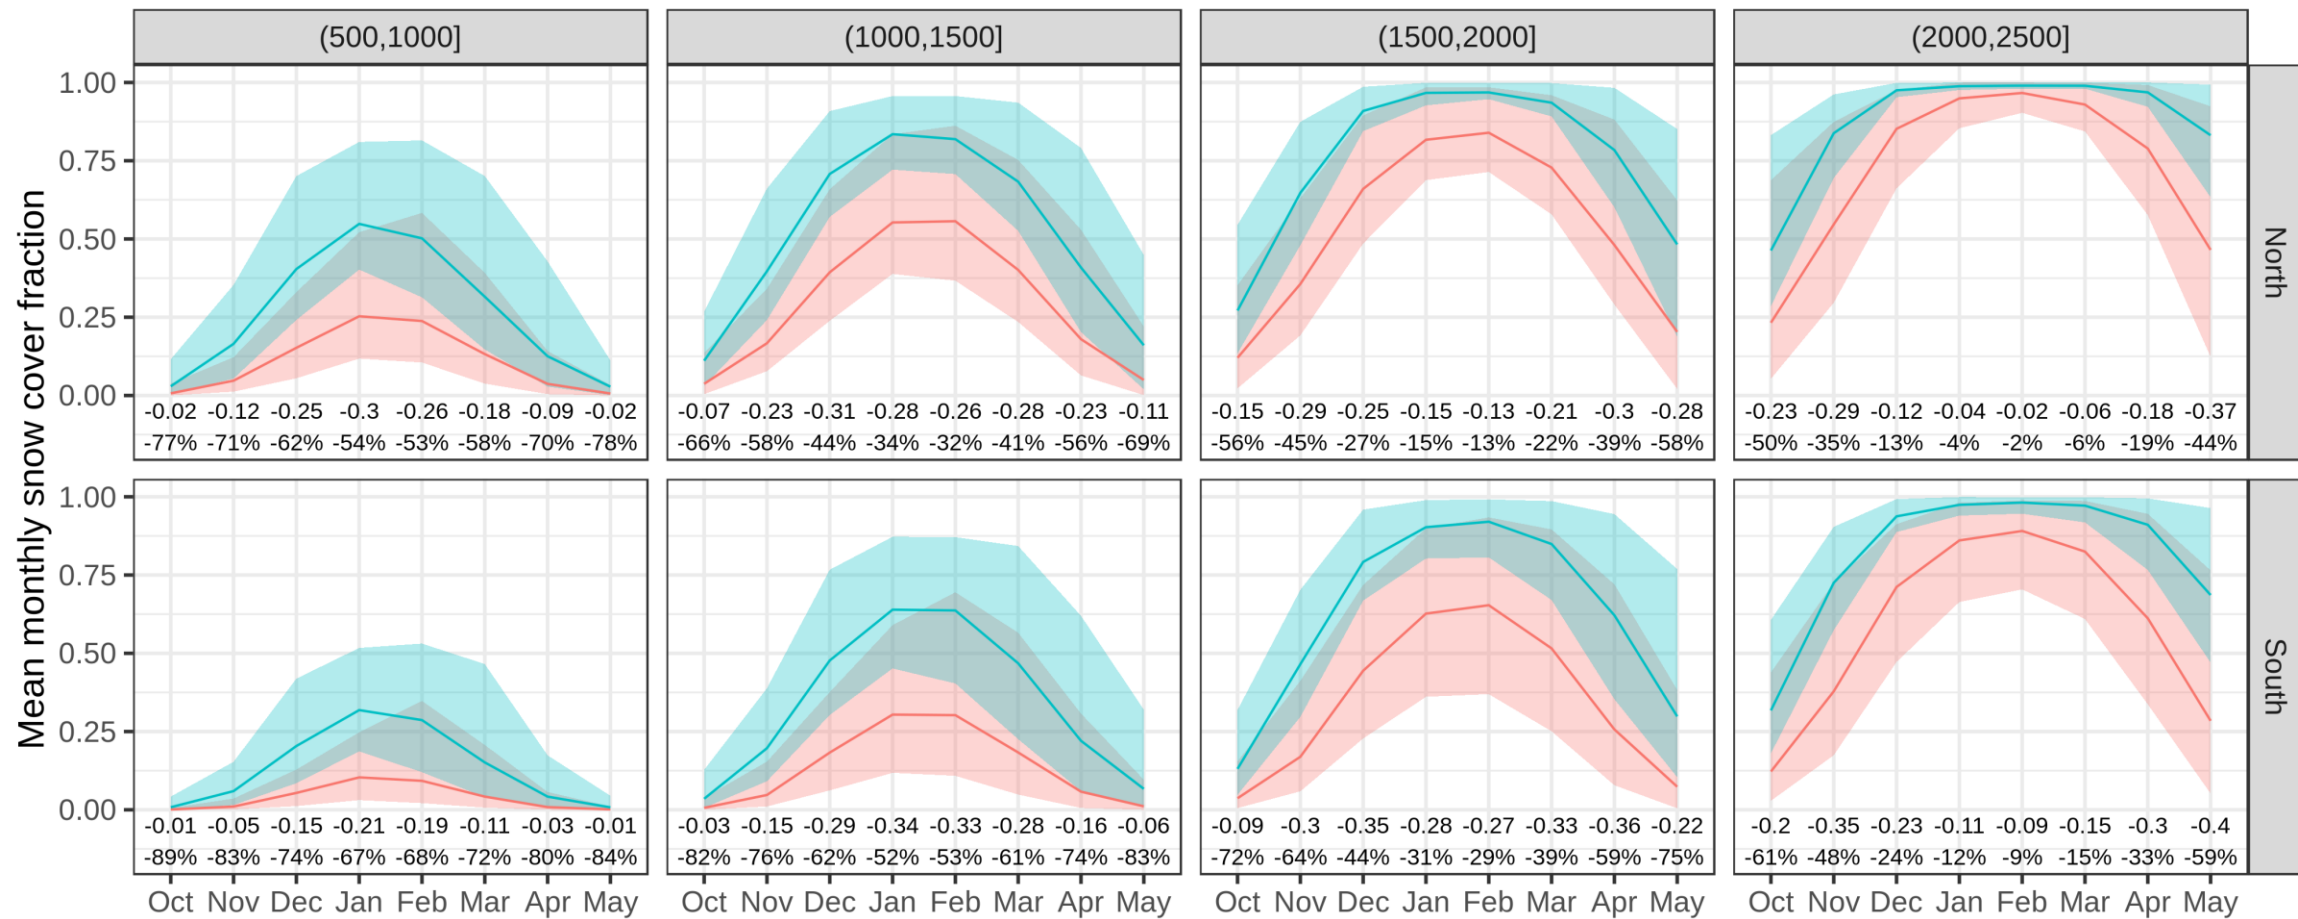 (500,1000] (1000,1500] (1500,2000] (2000,2500]
Mean monthly snow cover fraction
1.00
0.75
0.50
0.25
0.00
-0.02 -0.12 -0.25 -0.3 -0.26 -0.18 -0.09 -0.02 -0.07 -0.23 -0.31 -0.28 -0.26 -0.28 -0.23 -0.11 -0.15 -0.29 -0.25 -0.15 -0.13 -0.21 -0.3 -0.28 -0.23 -0.29 -0.12 -0.04 -0.02 -0.06 -0.18 -0.37
-77% -71% -62% -54% -53% -58% -70% -78% -66% -58% -44% -34% -32% -41% -56% -69% -56% -45% -27% -15% -13% -22% -39% -58% -50% -35% -13% -4% -2% -6% -19% -44%
North
1.00
0.75
0.50
0.25
0.00
-0.01 -0.05 -0.15 -0.21 -0.19 -0.11 -0.03 -0.01 -0.03 -0.15 -0.29 -0.34 -0.33 -0.28 -0.16 -0.06 -0.09 -0.3 -0.35 -0.28 -0.27 -0.33 -0.36 -0.22 -0.2 -0.35 -0.23 -0.11 -0.09 -0.15 -0.3 -0.4
-89% -83% -74% -67% -68% -72% -80% -84% -82% -76% -62% -52% -53% -61% -74% -83% -72% -64% -44% -31% -29% -39% -59% -75% -61% -48% -24% -12% -9% -15% -33% -59%
South
Oct Nov Dec Jan Feb Mar Apr May Oct Nov Dec Jan Feb Mar Apr May Oct Nov Dec Jan Feb Mar Apr May Oct Nov Dec Jan Feb Mar Apr May